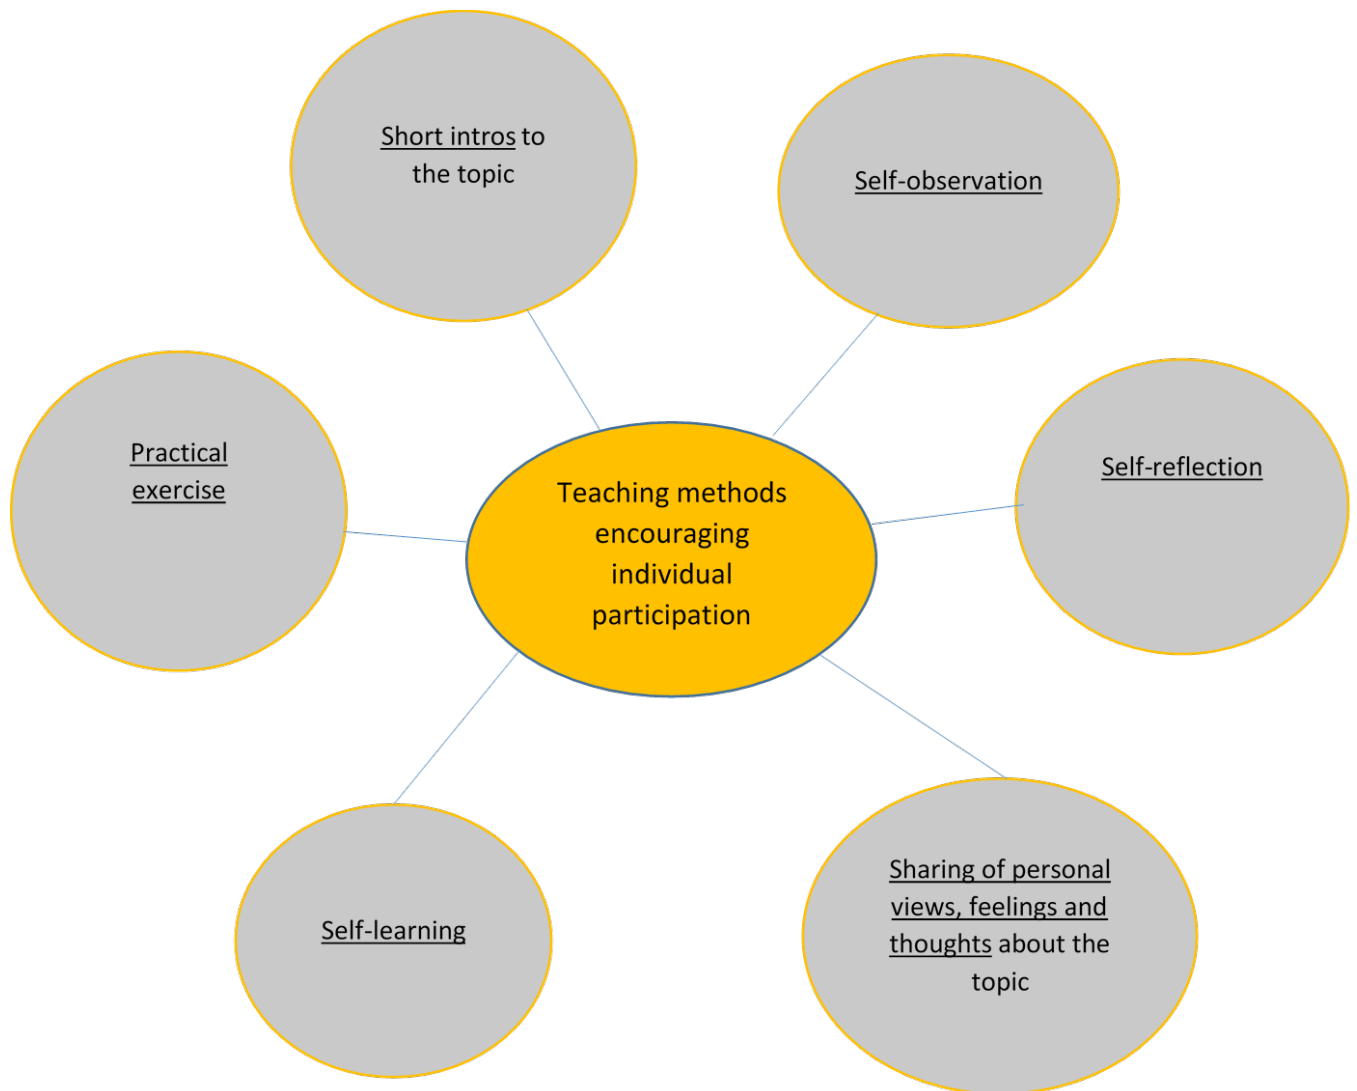 Short intros to
the topic
Self-observation
Practical
exercise
Self-reflection
Teaching methods
encouraging
individual
participation
Self-learning
Sharing of personal
views, feelings and
thoughts about the
topic